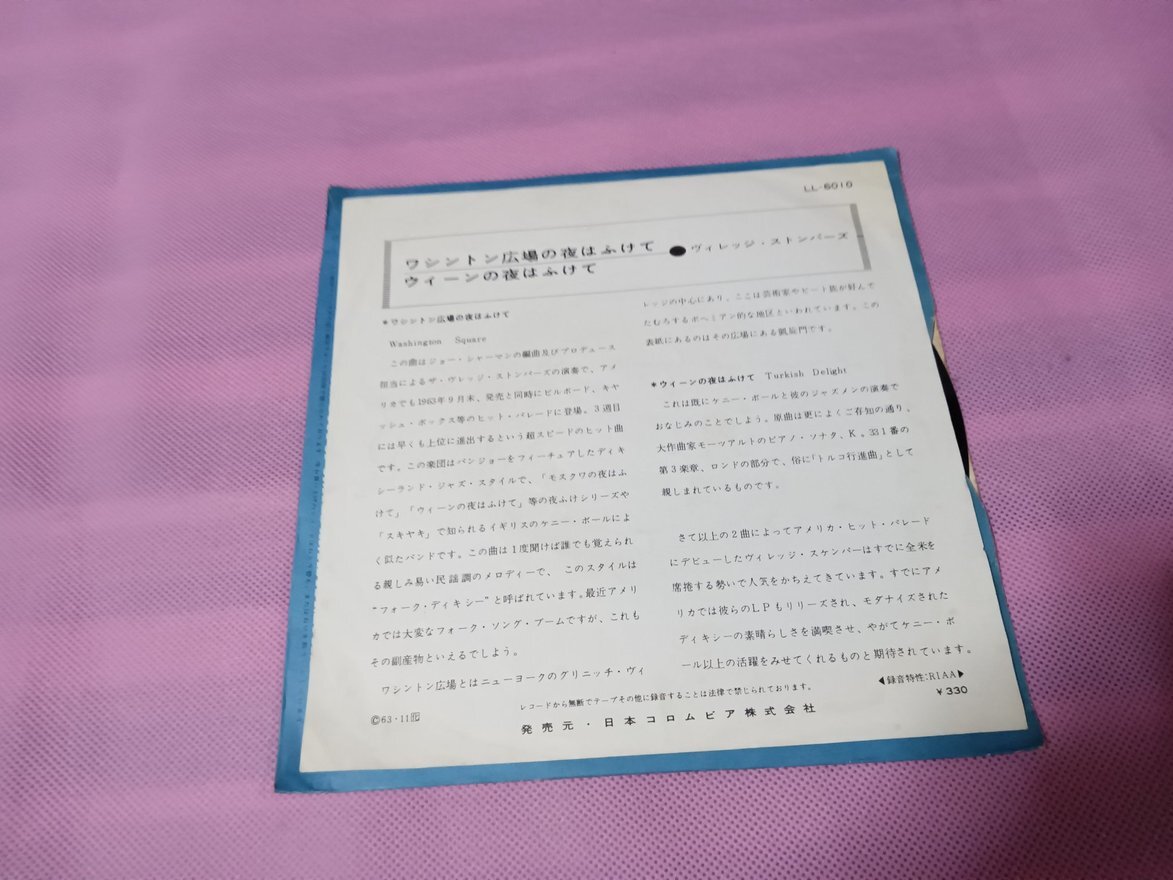 LL-6010
ワシントン広場の夜はふけて
ウィーンの夜はふけて
●ヴィレッジ・ストンパーズ
*ワシントン広場の夜はふけて
Washington Square
この曲はジョー・シャーマンの編曲及びプロデュース
担当によるザ・ヴレッジ・ストンパーズの演奏で、アメ
リカでも1963年9月末、発売と同時にビルボード、キャ
ッシュ・ボックス等のヒット・パレードに登場。3週目
には早くも上位に進出するという超スピードのヒット曲
です。この楽団はバンジョーをフィーチュアしたディキ
シーランド・ジャズ・スタイルで、「モスクワの夜はふ
けて」「ウィーンの夜はふけて」等の夜ふけシリーズや
「スキヤキ」で知られるイギリスのケニー・ボールによ
く似たバンドです。この曲は1度聞けば誰でも覚えられ
る親しみ易い民謡調のメロディーで、このスタイルは
“フォーク・ディキシー”と呼ばれています。最近アメリ
カでは大変なフォーク・ソング・ブームですが、これも
その副産物といえるでしよう。
ワシントン広場とはニューヨークのグリニッチ・ヴィ
レッジの中心にあり、ここは芸術家やビート族が好んで
たむろするボヘミアン的な地区といわれています。この
表紙にあるのはその広場にある凱旋門です。
*ウィーンの夜はふけて Turkish Delight
これは既にケニー・ボールと彼のジャズメンの演奏で
おなじみのことでしよう。原曲は更によくご存知の通り、
大作曲家モーツアルトのピアノ・ソナタ、K。331番の
第3楽章、ロンドの部分で、俗に「トルコ行進曲」として
親しまれているものです。
さて以上の2曲によってアメリカ・ヒット・パレード
にデビューしたヴィレッジ・スケンパーはすでに全米を
席捲する勢いで人気をかちえてきています。すでにアメ
リカでは彼らのLPもリリーズされ、モダナイズされた
ディキシーの素晴らしさを満喫させ、やがてケニー・ボ
ール以上の活躍をみせてくれるものと期待されています。
◀録音特性:RIAA▶
¥330
レコードから無断でテープその他に録音することは法律で禁じられております。
発売元・日本コロムビア株式会社
©63・11